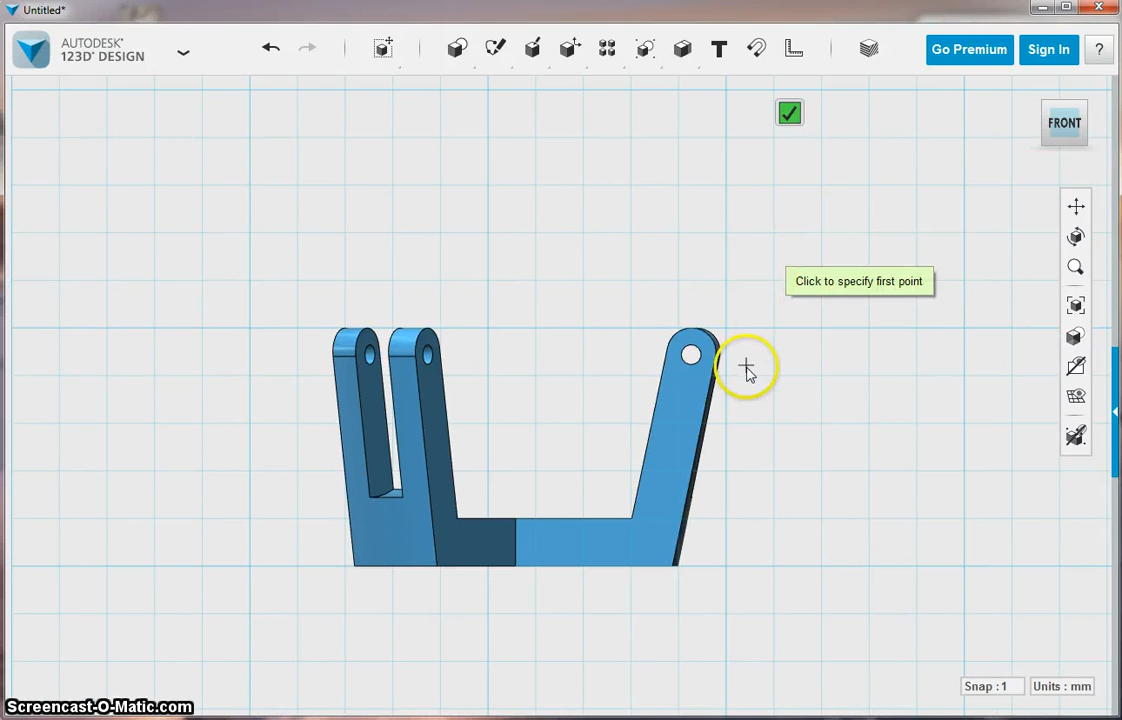 Untitled*
AUTODESK®
123D® DESIGN
T
Go Premium
Sign In
?
FRONT
Click to specify first point
Snap : 1
Units : mm
Screencast-O-Matic.com